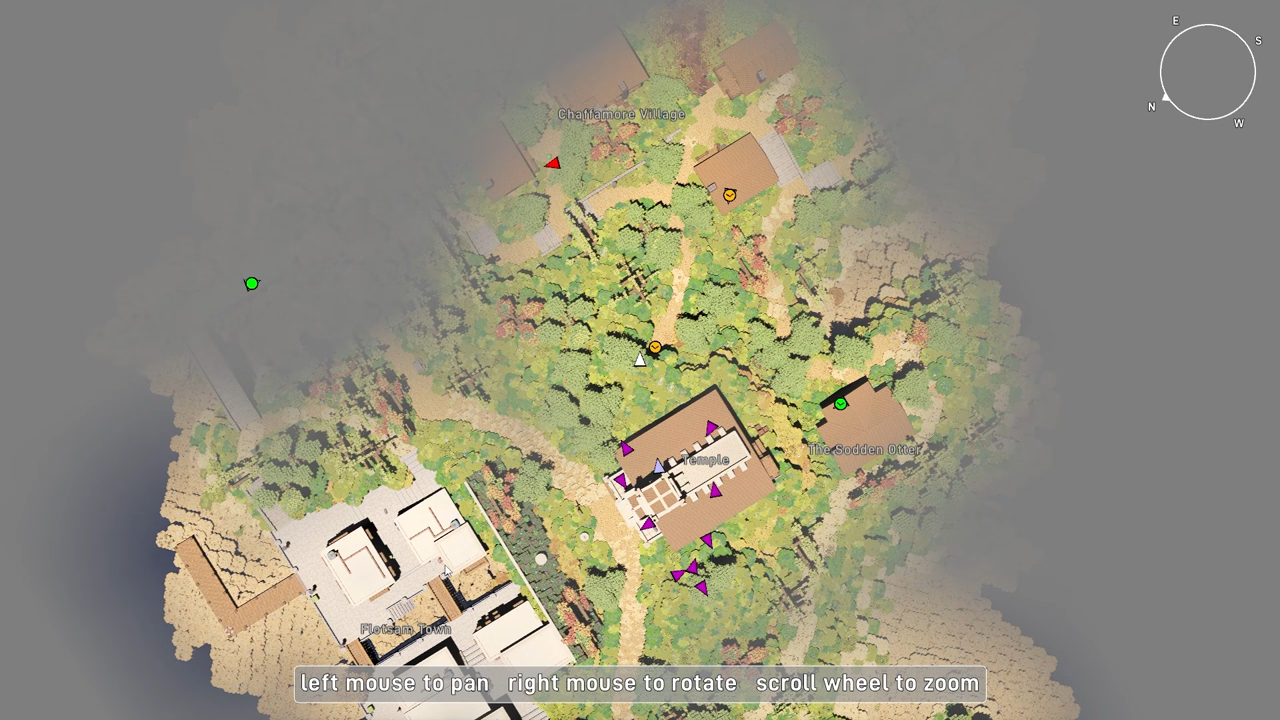 E
S
N
W
Chaffamore Village
Temple
The Sodden Otter
Flotsam Town
left mouse to pan right mouse to rotate scroll wheel to zoom